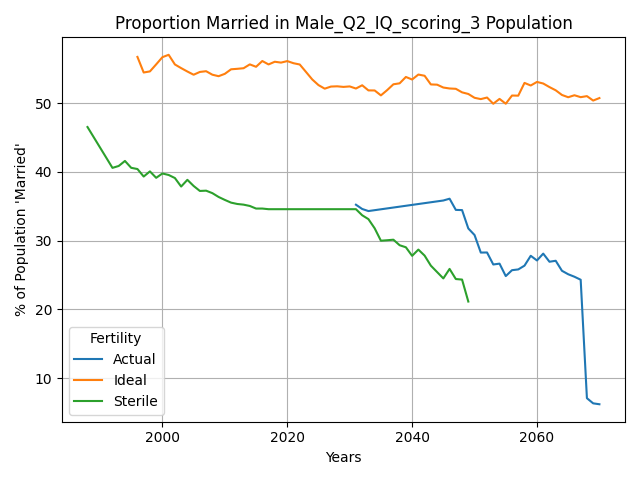 Proportion Married in Male_Q2_IQ_scoring_3 Population
% of Population 'Married'
50
40
30
20
10
Fertility
Actual
Ideal
Sterile
2000
2020
2040
2060
Years